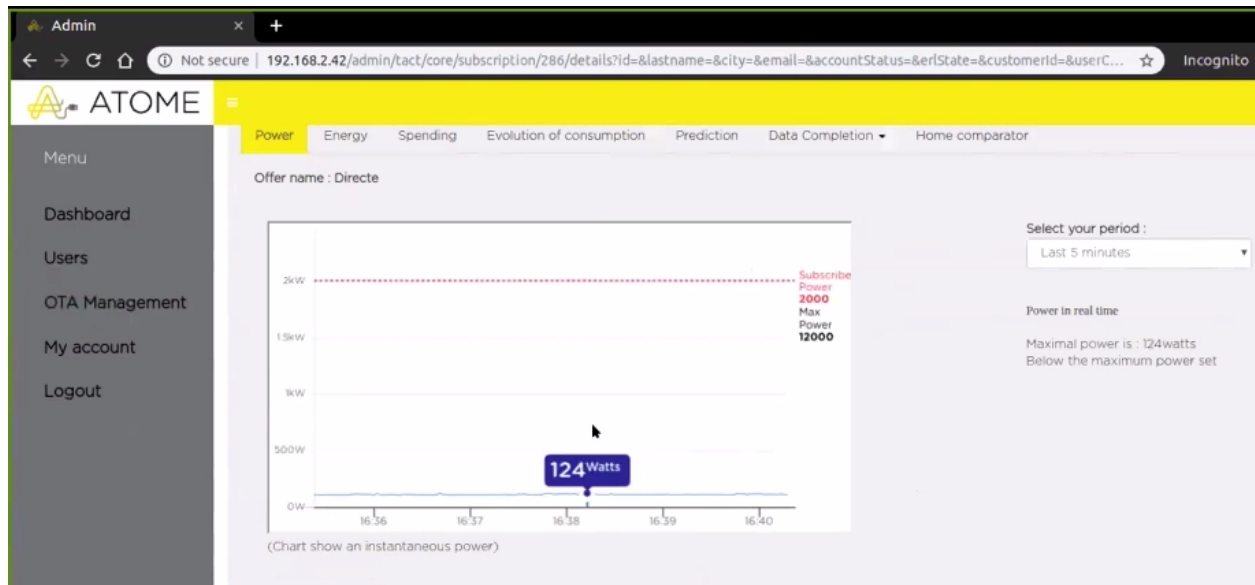 Admin
Not secure | 192.168.2.42/admin/tact/core/subscription/286/details?id=&lastname=&city=&email=&accountStatus=&erlState=&customerId=&userC... Incognito
ATOME
Power Energy Spending Evolution of consumption Prediction Data Completion Home comparator
Menu
Dashboard
Users
OTA Management
My account
Logout
Offer name : Directe
2kW
1.5kW
1kW
500W
0W
Subscribe
Power
2000
Max
Power
12000
124 Watts
16:36 16:37 16:38 16:39 16:40
(Chart show an instantaneous power)
Select your period :
Last 5 minutes
Power in real time
Maximal power is : 124watts
Below the maximum power set